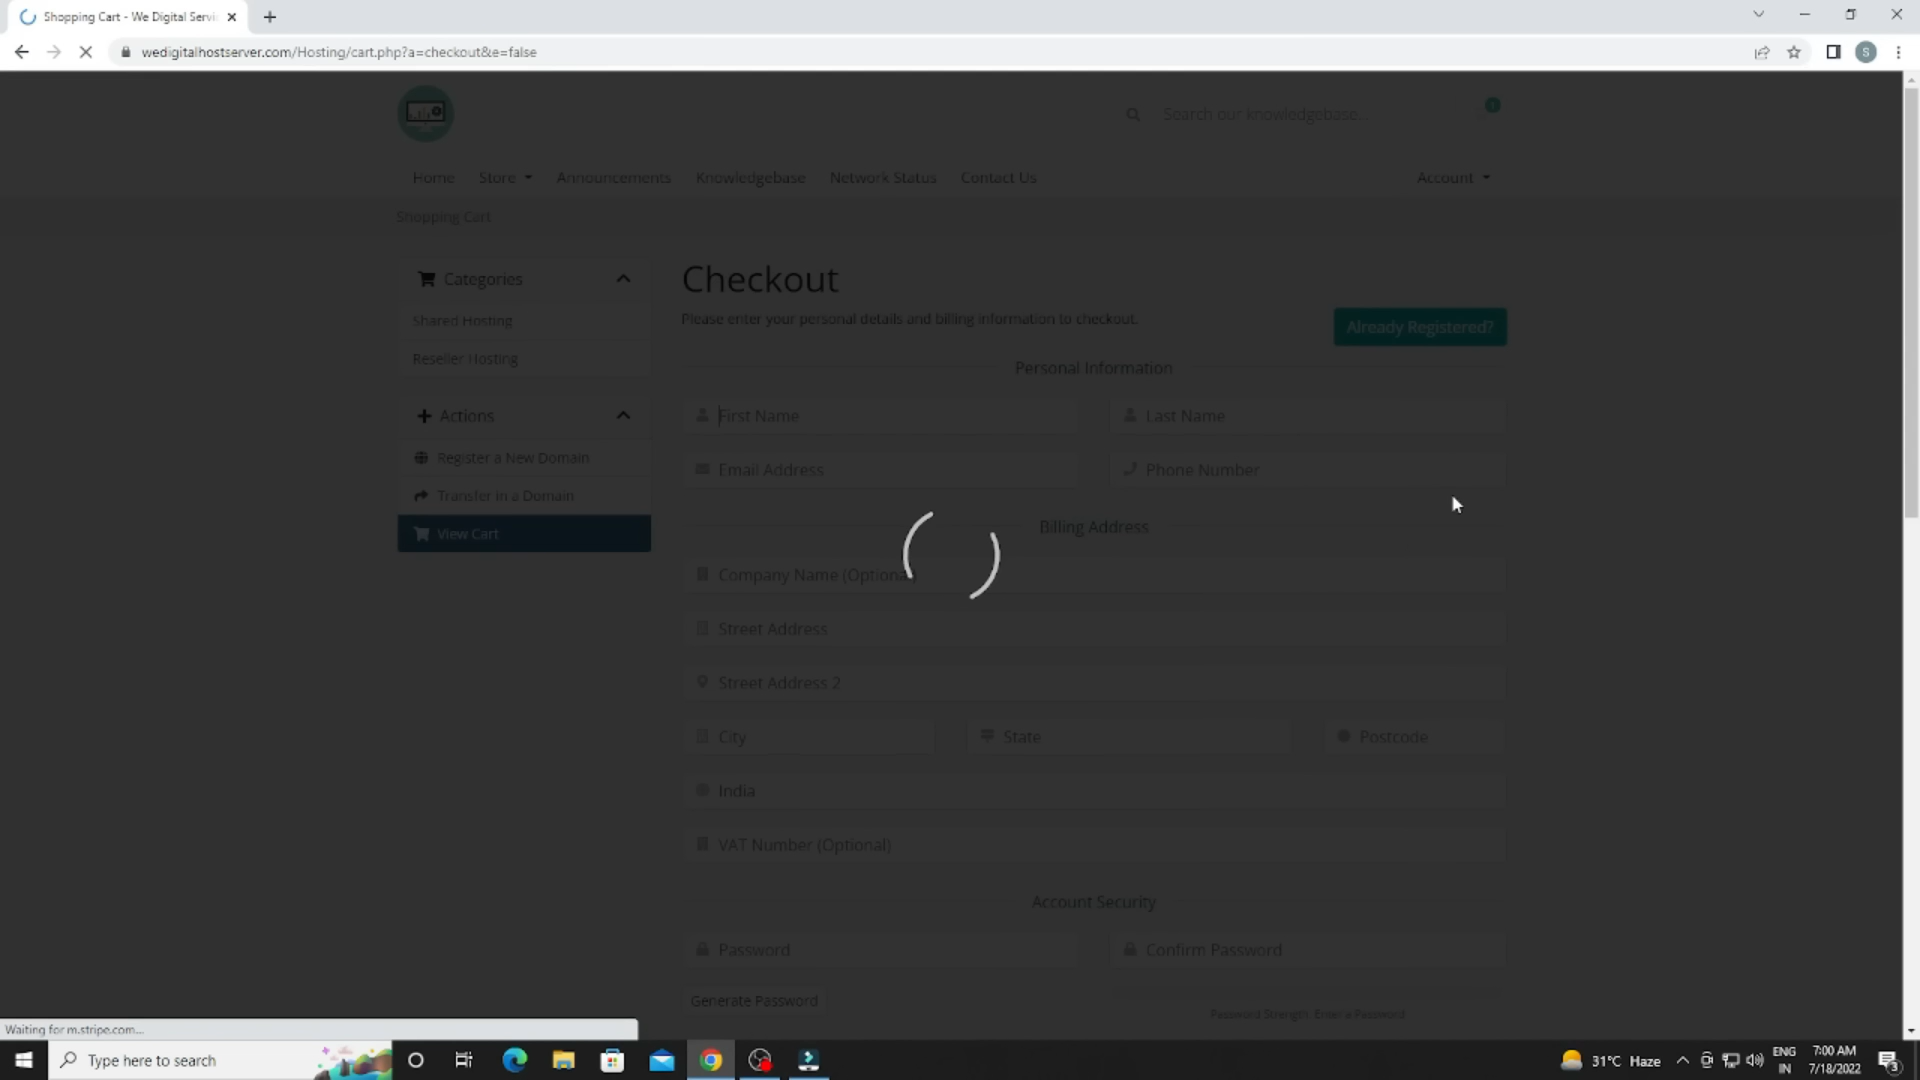 Shopping Cart - We Digital Servi
wedigitalhostserver.com/Hosting/cart.php?a=checkout&e=false
S
Search our knowledgebase...
Home Store Announcements Knowledgebase Network Status Contact Us Account
Shopping Cart
Categories
Shared Hosting
Reseller Hosting
Actions
Register a New Domain
Transfer in a Domain
View Cart
Checkout
Please enter your personal details and billing information to checkout.
Already Registered?
Personal Information
First Name Last Name
Email Address Phone Number
Billing Address
Company Name (Optional)
Street Address
Street Address 2
City State Postcode
India
VAT Number (Optional)
Account Security
Password Confirm Password
Generate Password
Password Strength: Enter a Password
Waiting for m.stripe.com...
Type here to search
31°C Haze
ENG
IN
7:00 AM
7/18/2022
3